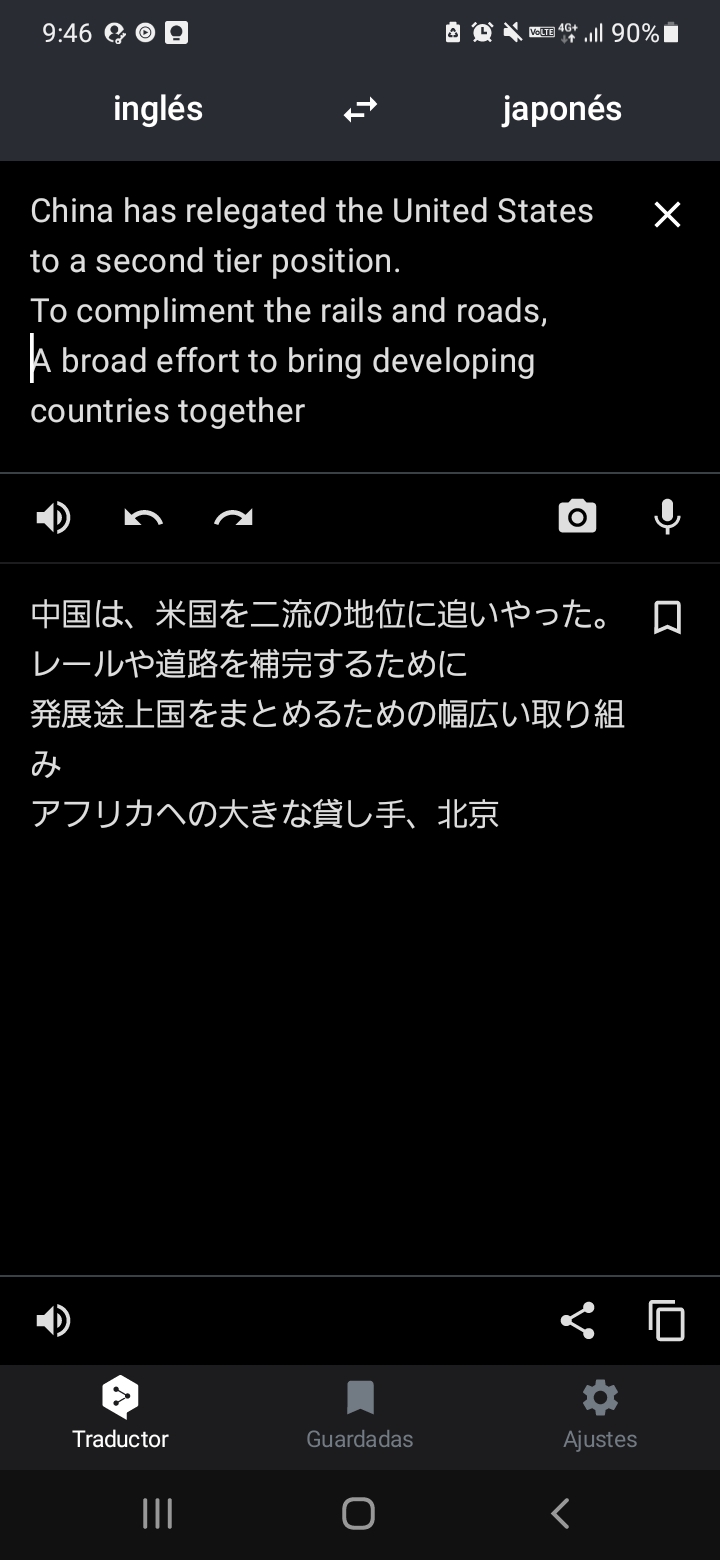 9:46 VoLTE 4G+ 90%
inglés japonés
China has relegated the United States
to a second tier position.
To compliment the rails and roads,
A broad effort to bring developing
countries together
中国は、米国を二流の地位に追いやった。
レールや道路を補完するために
発展途上国をまとめるための幅広い取り組
み
アフリカへの大きな貸し手、北京
Traductor Guardadas Ajustes